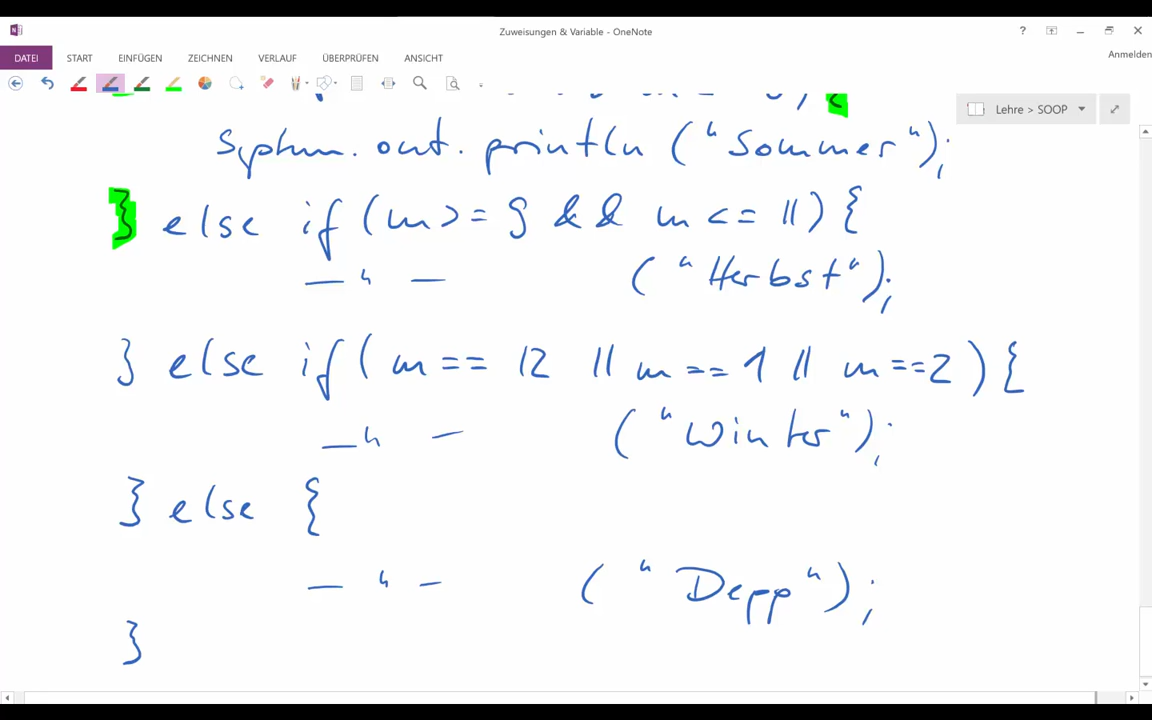 Zuweisungen & Variable - OneNote
Anmelden
DATEI START EINFÜGEN ZEICHNEN VERLAUF ÜBERPRÜFEN ANSICHT
Lehre > SOOP
System.out.println ("Sommer");
} else if (m >= 9 && m <= 11) {
— " — ("Herbst");
} else if (m == 12 || m == 1 || m == 2) {
— " — ("Winter");
} else {
— " — ("Depp");
}